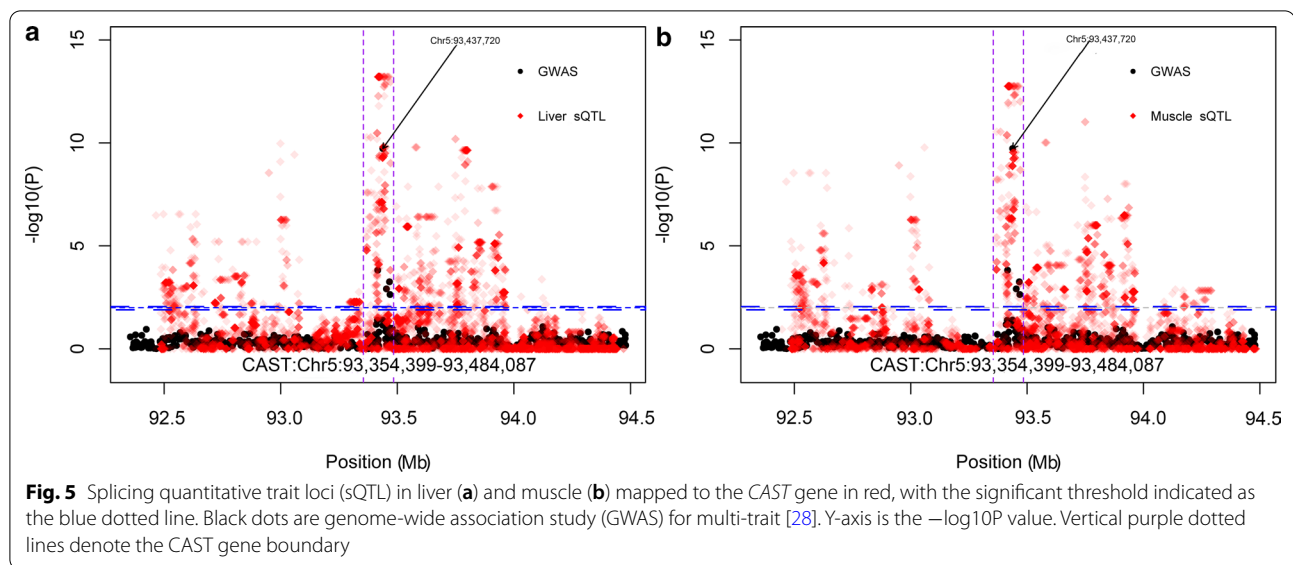 a
15
10
5
0
-log10(P)
Chr5:93,437,720
GWAS
Liver sQTL
CAST:Chr5:93,354,399-93,484,087
92.5 93.0 93.5 94.0 94.5
Position (Mb)
b
15
10
5
0
-log10(P)
Chr5:93,437,720
GWAS
Muscle sQTL
CAST:Chr5:93,354,399-93,484,087
92.5 93.0 93.5 94.0 94.5
Position (Mb)
Fig. 5 Splicing quantitative trait loci (sQTL) in liver (a) and muscle (b) mapped to the CAST gene in red, with the significant threshold indicated as
the blue dotted line. Black dots are genome-wide association study (GWAS) for multi-trait [28]. Y-axis is the −log10P value. Vertical purple dotted
lines denote the CAST gene boundary